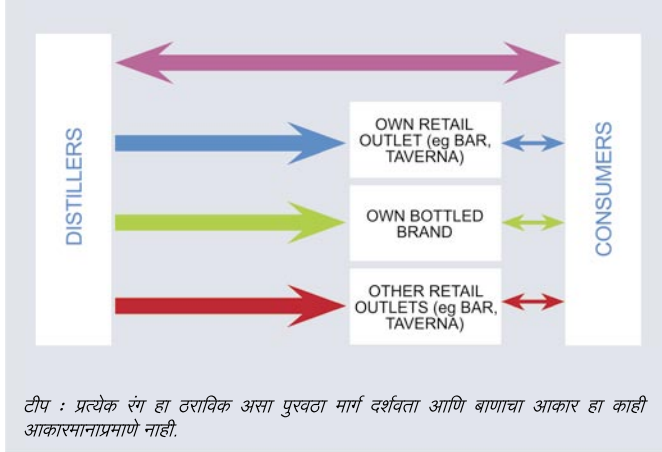 DISTILLERS
OWN RETAIL
OUTLET (eg BAR,
TAVERNA)
OWN BOTTLED
BRAND
OTHER RETAIL
OUTLETS (eg BAR,
TAVERNA)
CONSUMERS
टीप : प्रत्येक रंग हा ठराविक असा पुरवठा मार्ग दर्शवता आणि बाणाचा आकार हा काही
आकारमानाप्रमाणे नाही.